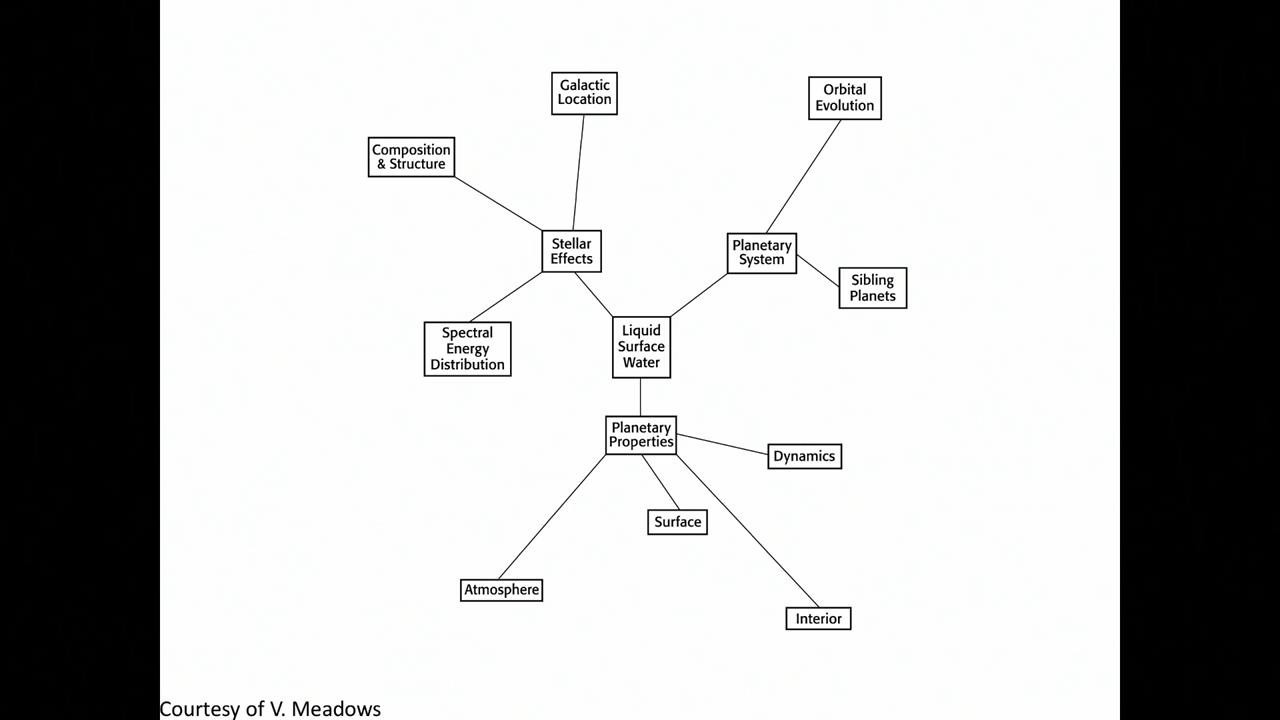 Galactic
Location
Orbital
Evolution
Composition
& Structure
Stellar
Effects
Planetary
System
Sibling
Planets
Spectral
Energy
Distribution
Liquid
Surface
Water
Planetary
Properties
Dynamics
Surface
Atmosphere
Interior
Courtesy of V. Meadows